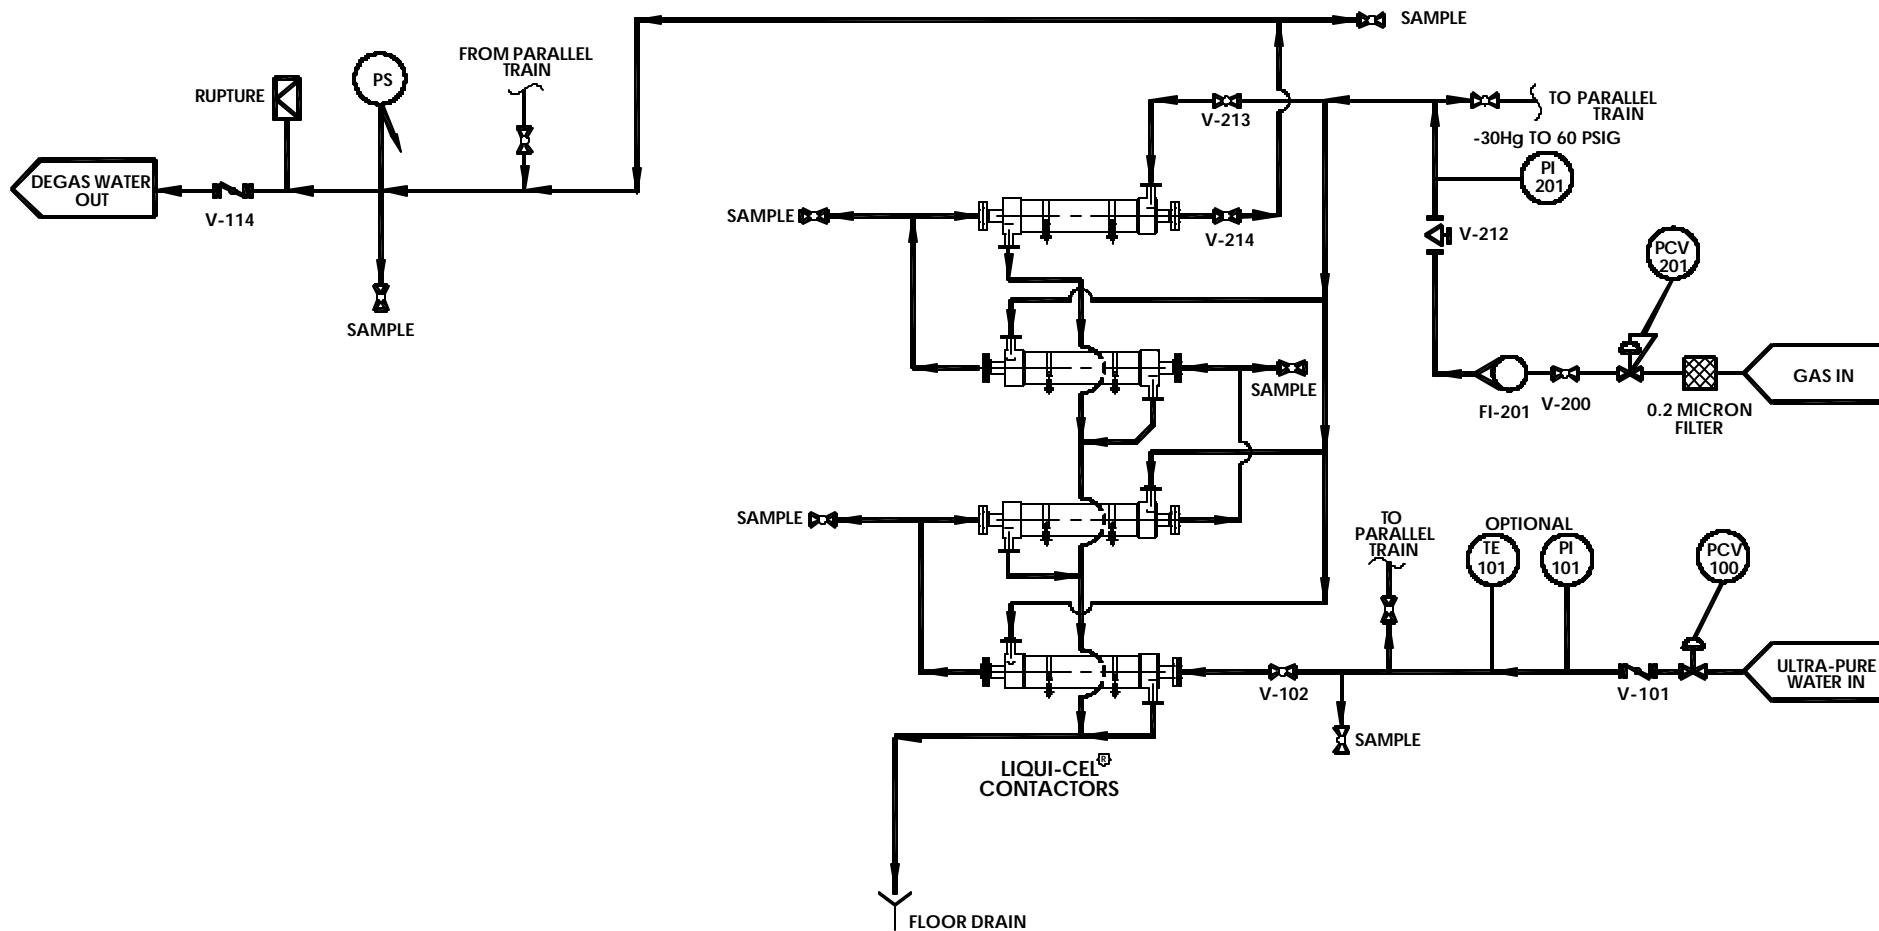 SAMPLE
FROM PARALLEL
TRAIN
PS
RUPTURE
TO PARALLEL
TRAIN
V-213
-30Hg TO 60 PSIG
PI
201
DEGAS WATER
OUT
V-114
SAMPLE
V-214
V-212
PCV
201
SAMPLE
SAMPLE
GAS IN
FI-201
V-200
0.2 MICRON
FILTER
SAMPLE
TO
PARALLEL
TRAIN
OPTIONAL
TE
101
PI
101
PCV
100
ULTRA-PURE
WATER IN
V-102
V-101
SAMPLE
LIQUI-CEL®
CONTACTORS
FLOOR DRAIN